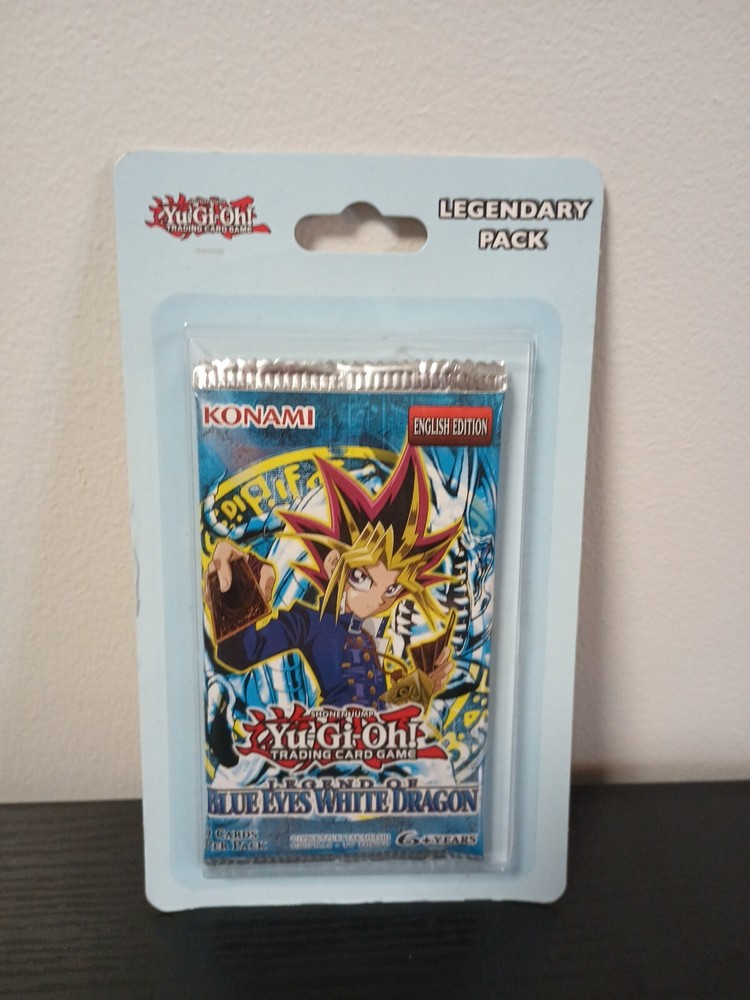 Yu-Gi-Oh!
TRADING CARD GAME
LEGENDARY
PACK
KONAMI
ENGLISH EDITION
SHONEN JUMP
Yu-Gi-Oh!
TRADING CARD GAME
LEGEND OF
BLUE EYES WHITE DRAGON
CARDS
PER PACK
6+ YEARS